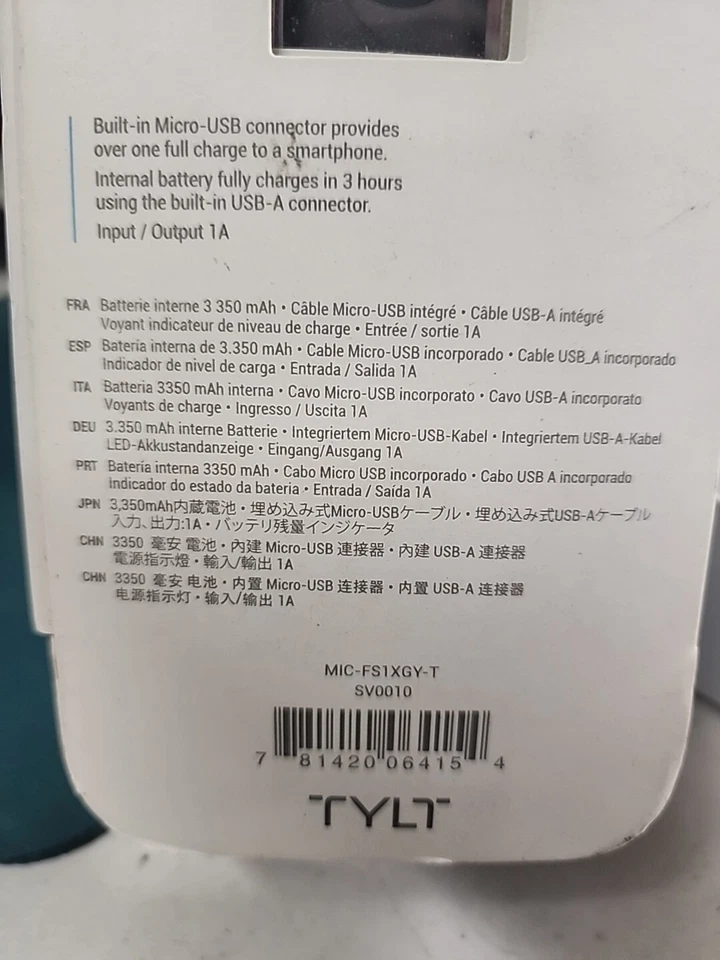 Built-in Micro-USB connector provides
over one full charge to a smartphone.
Internal battery fully charges in 3 hours
using the built-in USB-A connector.
Input / Output 1A
FRA Batterie interne 3 350 mAh • Câble Micro-USB intégré • Câble USB-A intégré
Voyant indicateur de niveau de charge • Entrée / sortie 1A
ESP Bateria interna de 3.350 mAh • Cable Micro-USB incorporado • Cable USB_A incorporado
Indicador de nivel de carga • Entrada / Salida 1A
ITA Batteria 3350 mAh interna • Cavo Micro-USB incorporato • Cavo USB-A incorporato
Voyants de charge • Ingresso / Uscita 1A
DEU 3.350 mAh interne Batterie • Integriertem Micro-USB-Kabel • Integriertem USB-A-Kabel
LED-Akkustandanzeige • Eingang/Ausgang 1A
PRT Bateria interna 3350 mAh • Cabo Micro USB incorporado • Cabo USB A incorporado
Indicador do estado da bateria • Entrada / Saída 1A
JPN 3,350mAh内蔵電池・埋め込み式Micro-USBケーブル・埋め込み式USB-Aケーブル
入力、出力:1A・バッテリ残量インジケータ
CHN 3350 毫安 電池・內建 Micro-USB 連接器・內建 USB-A 連接器
電源指示燈・輸入/輸出 1A
CHN 3350 毫安 电池・内置 Micro-USB 连接器・内置 USB-A 连接器
电源指示灯・输入/输出 1A
MIC-FS1XGY-T
SV0010
7 81420 06415 4
TYLT